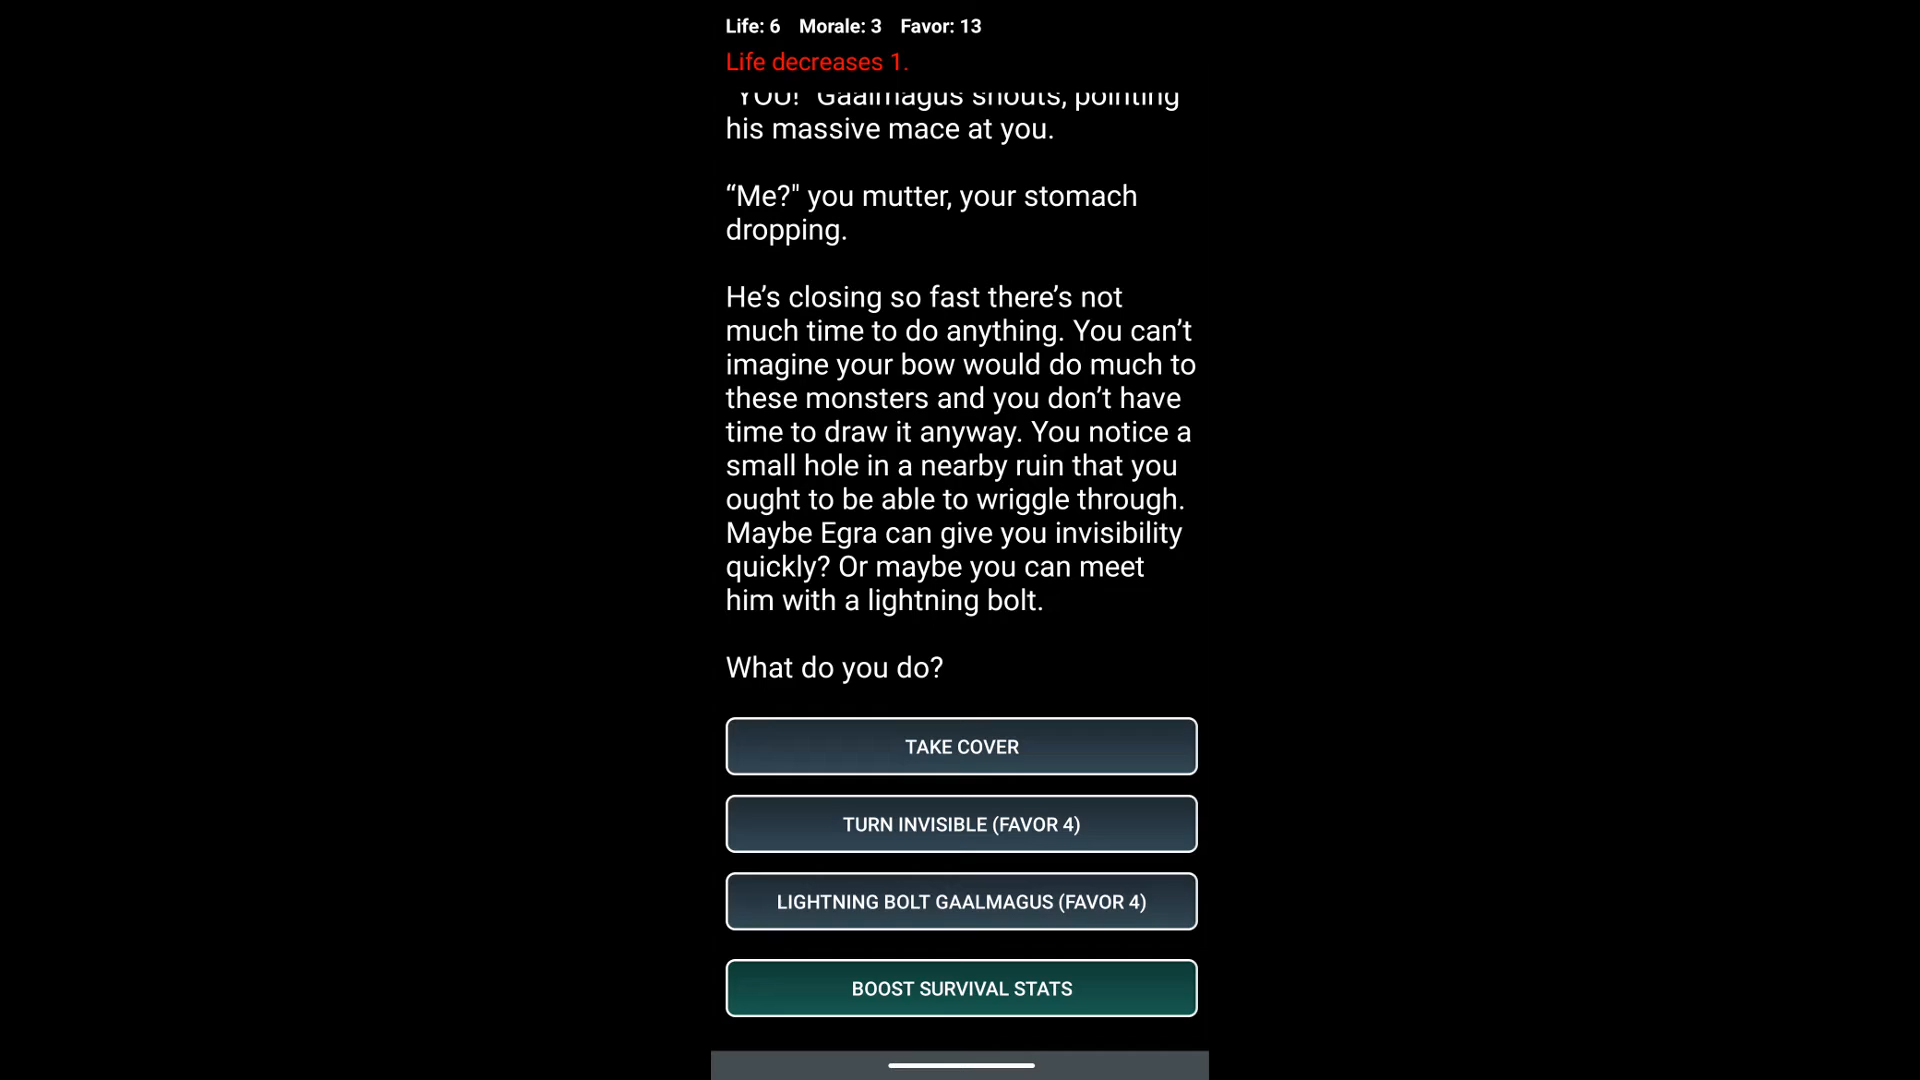 Life: 6 Morale: 3 Favor: 13
Life decreases 1.
"YOU!" Gaalmagus shouts, pointing
his massive mace at you.
“Me?" you mutter, your stomach
dropping.
He’s closing so fast there’s not
much time to do anything. You can’t
imagine your bow would do much to
these monsters and you don’t have
time to draw it anyway. You notice a
small hole in a nearby ruin that you
ought to be able to wriggle through.
Maybe Egra can give you invisibility
quickly? Or maybe you can meet
him with a lightning bolt.
What do you do?
TAKE COVER
TURN INVISIBLE (FAVOR 4)
LIGHTNING BOLT GAALMAGUS (FAVOR 4)
BOOST SURVIVAL STATS